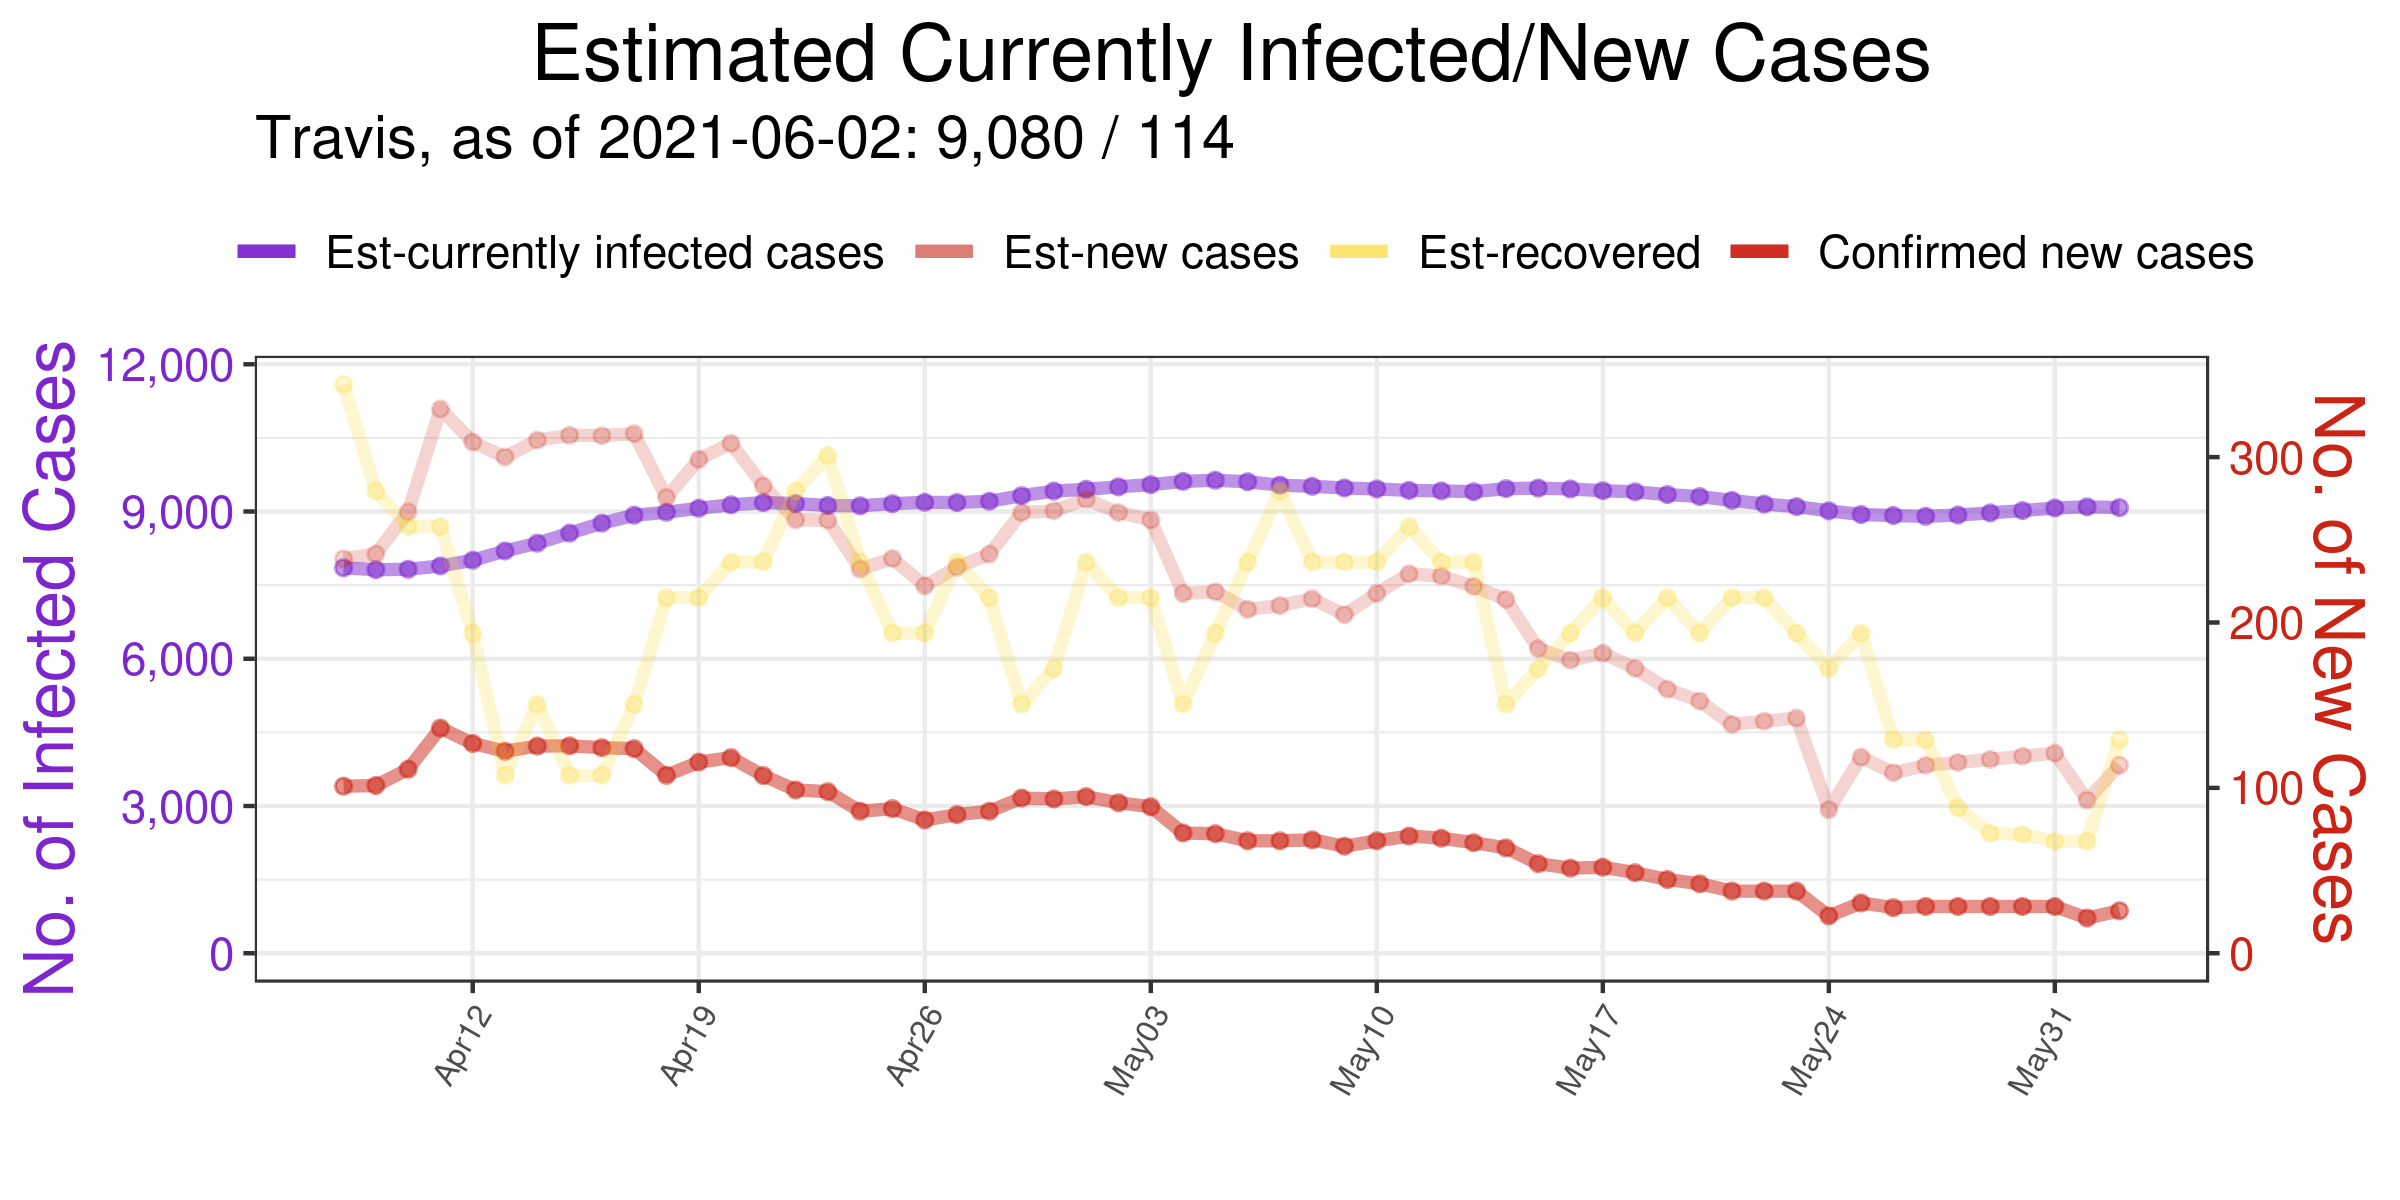 Estimated Currently Infected/New Cases
Travis, as of 2021-06-02: 9,080 / 114
Est-currently infected cases Est-new cases Est-recovered Confirmed new cases
No. of Infected Cases
12,000
9,000
6,000
3,000
0
300
200
100
0
No. of New Cases
Apr12 Apr19 Apr26 May03 May10 May17 May24 May31